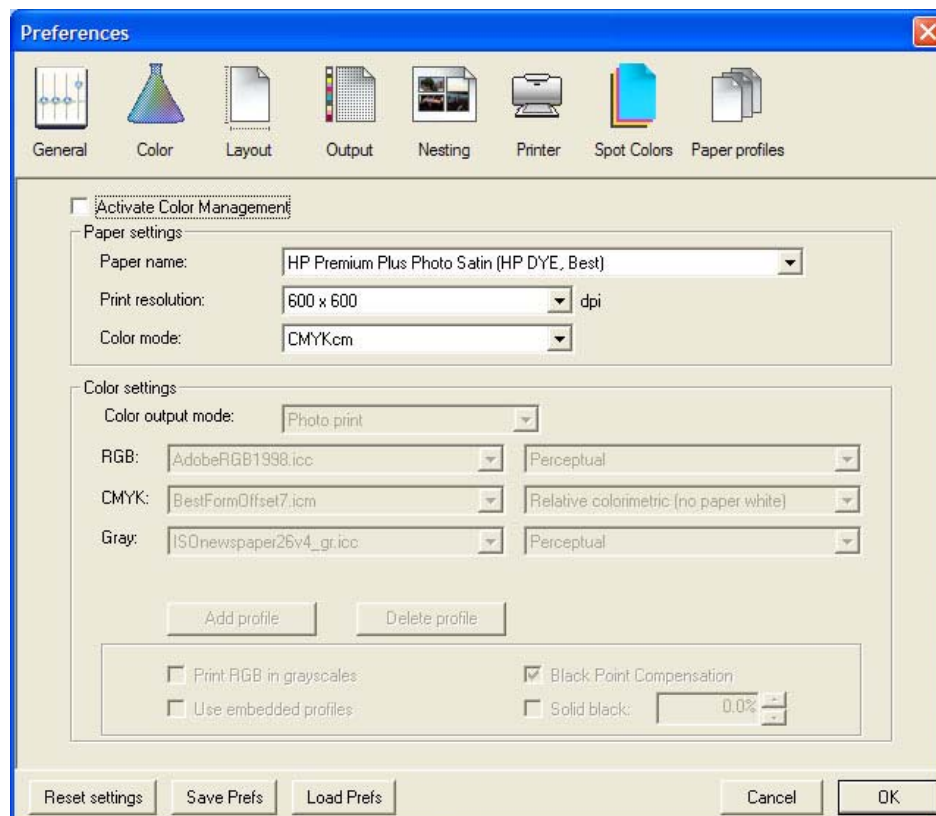 Preferences
General Color Layout Output Nesting Printer Spot Colors Paper profiles
Activate Color Management
Paper settings
Paper name: HP Premium Plus Photo Satin (HP DYE, Best)
Print resolution: 600 x 600 dpi
Color mode: CMYKcm
Color settings
Color output mode: Photo print
RGB: AdobeRGB1998.icc Perceptual
CMYK: BestFormOffset7.icm Relative colorimetric (no paper white)
Gray: ISOnewspaper26v4_gr.icc Perceptual
Add profile Delete profile
Print RGB in grayscales Black Point Compensation
Use embedded profiles Solid black: 0.0%
Reset settings Save Prefs Load Prefs Cancel OK